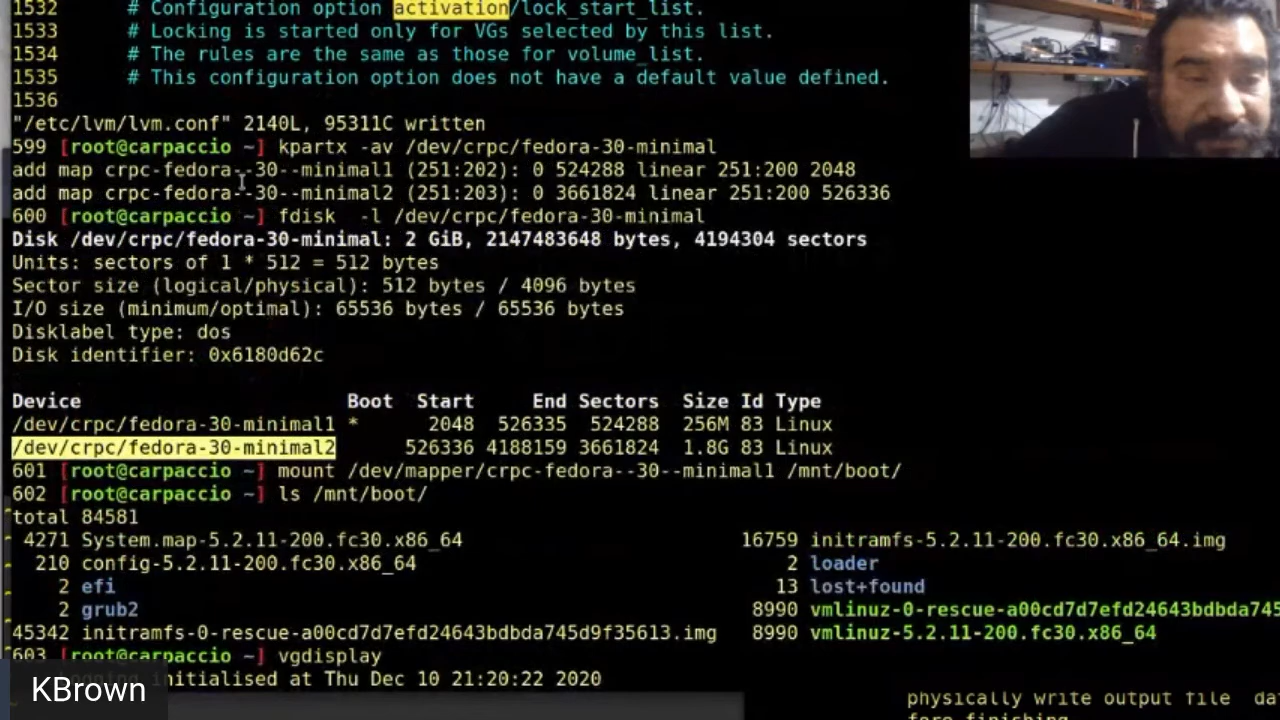 1532      # Configuration option activation/lock_start_list.
1533      # Locking is started only for VGs selected by this list.
1534      # The rules are the same as those for volume_list.
1535      # This configuration option does not have a default value defined.
1536
"/etc/lvm/lvm.conf" 2140L, 95311C written
599 [root@carpaccio ~] kpartx -av /dev/crpc/fedora-30-minimal
add map crpc-fedora--30--minimal1 (251:202): 0 524288 linear 251:200 2048
add map crpc-fedora--30--minimal2 (251:203): 0 3661824 linear 251:200 526336
600 [root@carpaccio ~] fdisk  -l /dev/crpc/fedora-30-minimal
Disk /dev/crpc/fedora-30-minimal: 2 GiB, 2147483648 bytes, 4194304 sectors
Units: sectors of 1 * 512 = 512 bytes
Sector size (logical/physical): 512 bytes / 4096 bytes
I/O size (minimum/optimal): 65536 bytes / 65536 bytes
Disklabel type: dos
Disk identifier: 0x6180d62c
Device                       Boot  Start     End Sectors  Size Id Type
/dev/crpc/fedora-30-minimal1 *      2048  526335  524288  256M 83 Linux
/dev/crpc/fedora-30-minimal2      526336 4188159 3661824  1.8G 83 Linux
601 [root@carpaccio ~] mount /dev/mapper/crpc-fedora--30--minimal1 /mnt/boot/
602 [root@carpaccio ~] ls /mnt/boot/
total 84581
 4271 System.map-5.2.11-200.fc30.x86_64                        16759 initramfs-5.2.11-200.fc30.x86_64.img
  210 config-5.2.11-200.fc30.x86_64                                2 loader
    2 efi                                                         13 lost+found
    2 grub2                                                     8990 vmlinuz-0-rescue-a00cd7d7efd24643bdbda745
45342 initramfs-0-rescue-a00cd7d7efd24643bdbda745d9f35613.img   8990 vmlinuz-5.2.11-200.fc30.x86_64
603 [root@carpaccio ~] vgdisplay
initialised at Thu Dec 10 21:20:22 2020
KBrown
physically write output file